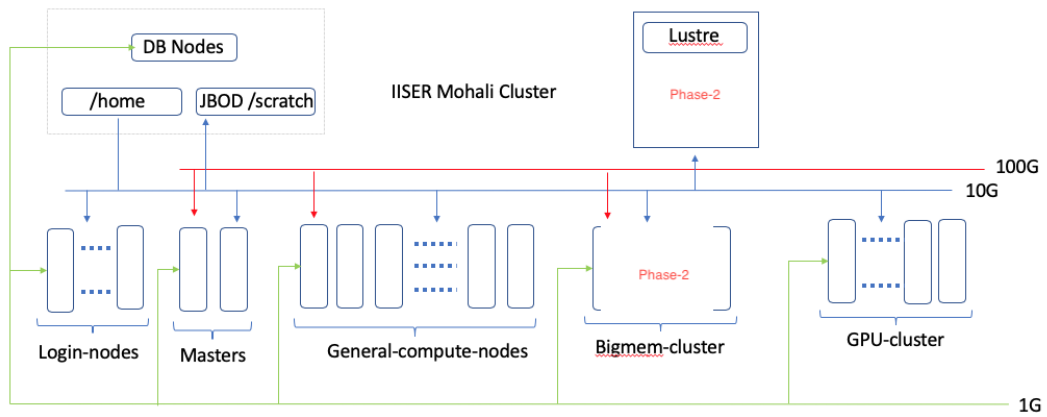 Lustre
DB Nodes
/home
JBOD /scratch
IISER Mohali Cluster
Phase-2
100G
10G
Phase-2
Login-nodes
Masters
General-compute-nodes
Bigmem-cluster
GPU-cluster
1G